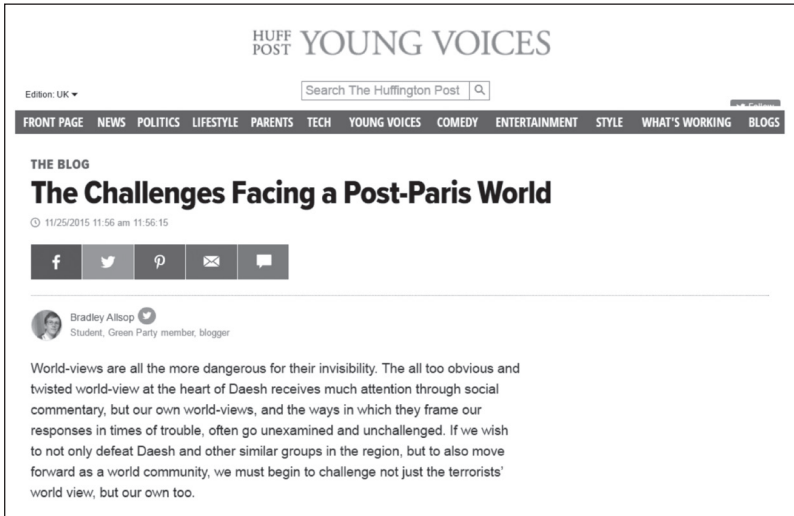 HUFF POST YOUNG VOICES
Edition: UK
Search The Huffington Post
FRONT PAGE NEWS POLITICS LIFESTYLE PARENTS TECH YOUNG VOICES COMEDY ENTERTAINMENT STYLE WHAT'S WORKING BLOGS
THE BLOG
The Challenges Facing a Post-Paris World
11/25/2015 11:56 am 11:56:15
Bradley Allsop
Student, Green Party member, blogger
World-views are all the more dangerous for their invisibility. The all too obvious and
twisted world-view at the heart of Daesh receives much attention through social
commentary, but our own world-views, and the ways in which they frame our
responses in times of trouble, often go unexamined and unchallenged. If we wish
to not only defeat Daesh and other similar groups in the region, but to also move
forward as a world community, we must begin to challenge not just the terrorists'
world view, but our own too.